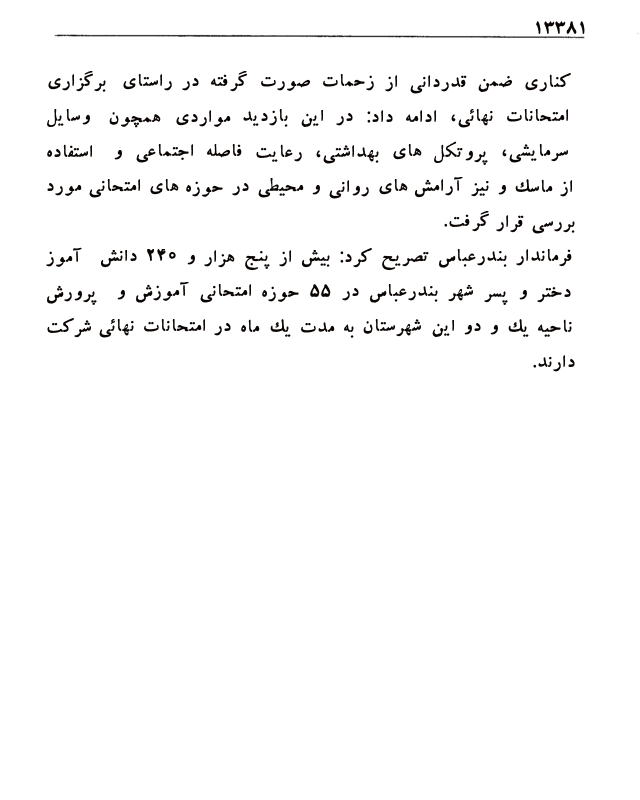 ۱۳۳۸۱
کناری ضمن قدردانی از زحمات صورت گرفته در راستای برگزاری
امتحانات نهائی، ادامه داد: در این بازدید مواردی همچون وسایل
سرمایشی، پروتکل های بهداشتی، رعایت فاصله اجتماعی و استفاده
از ماسك و نیز آرامش های روانی و محیطی در حوزه های امتحانی مورد
بررسی قرار گرفت.
فرماندار بندرعباس تصریح کرد: بیش از پنج هزار و ۲۴۰ دانش آموز
دختر و پسر شهر بندرعباس در ۵۵ حوزه امتحانی آموزش و پرورش
ناحیه یك و دو این شهرستان به مدت یك ماه در امتحانات نهائی شرکت
دارند.